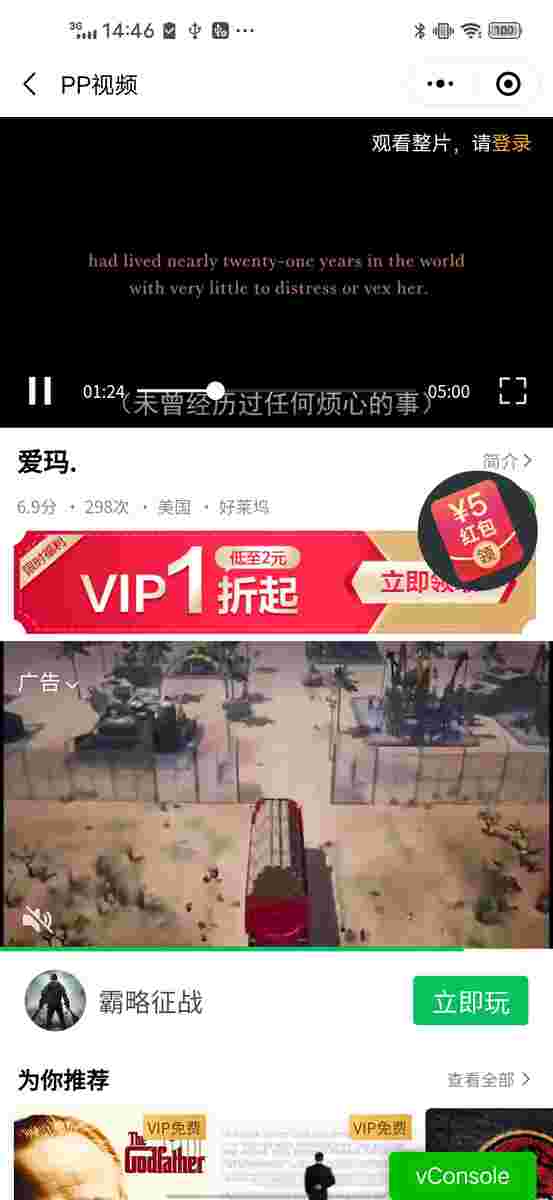 3G 14:46 100
PP视频
观看整片，请登录
had lived nearly twenty-one years in the world
with very little to distress or vex her.
01:24 05:00
（未曾经历过任何烦心的事）
爱玛.
简介
6.9分 · 298次 · 美国 · 好莱坞
¥5
红包
领
限时福利
VIP1折起
低至2元
立即领
广告
霸略征战
立即玩
为你推荐
查看全部
VIP免费
VIP免费
The
Godfather
vConsole